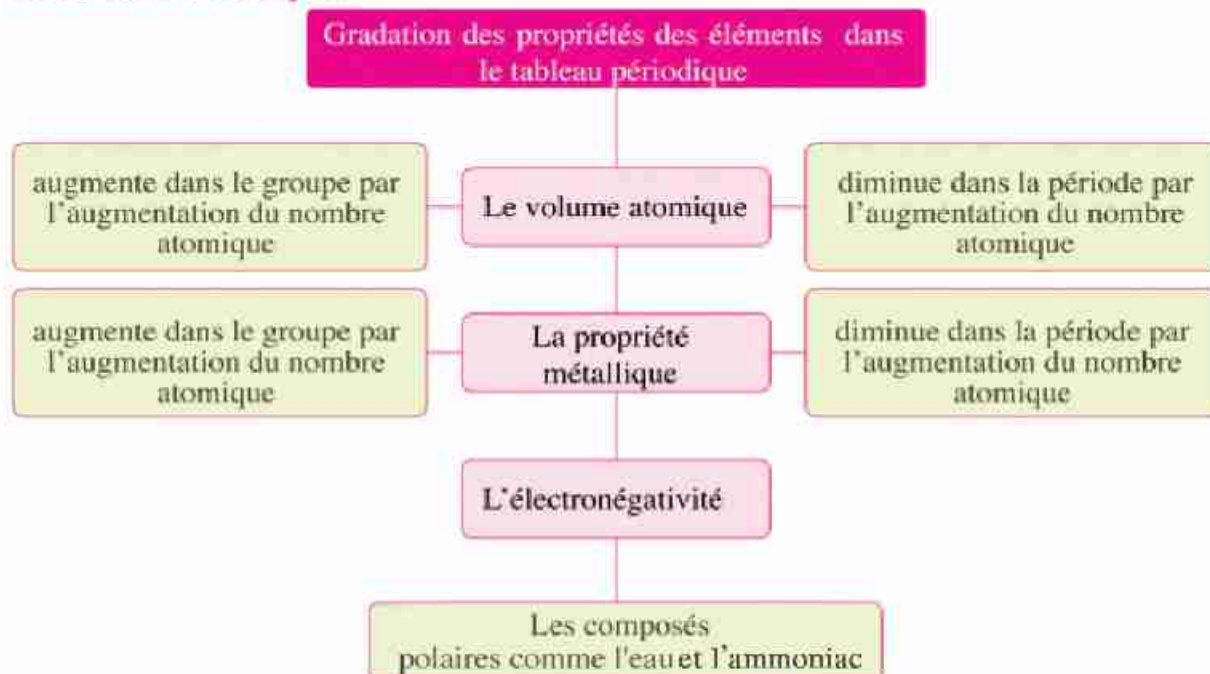 Gradation des propriétés des éléments dans
le tableau périodique
augmente dans le groupe par
l'augmentation du nombre
atomique
Le volume atomique
diminue dans la période par
l'augmentation du nombre
atomique
augmente dans le groupe par
l'augmentation du nombre
atomique
La propriété
métallique
diminue dans la période par
l'augmentation du nombre
atomique
L'électronégativité
Les composés
polaires comme l'eau et l'ammoniac